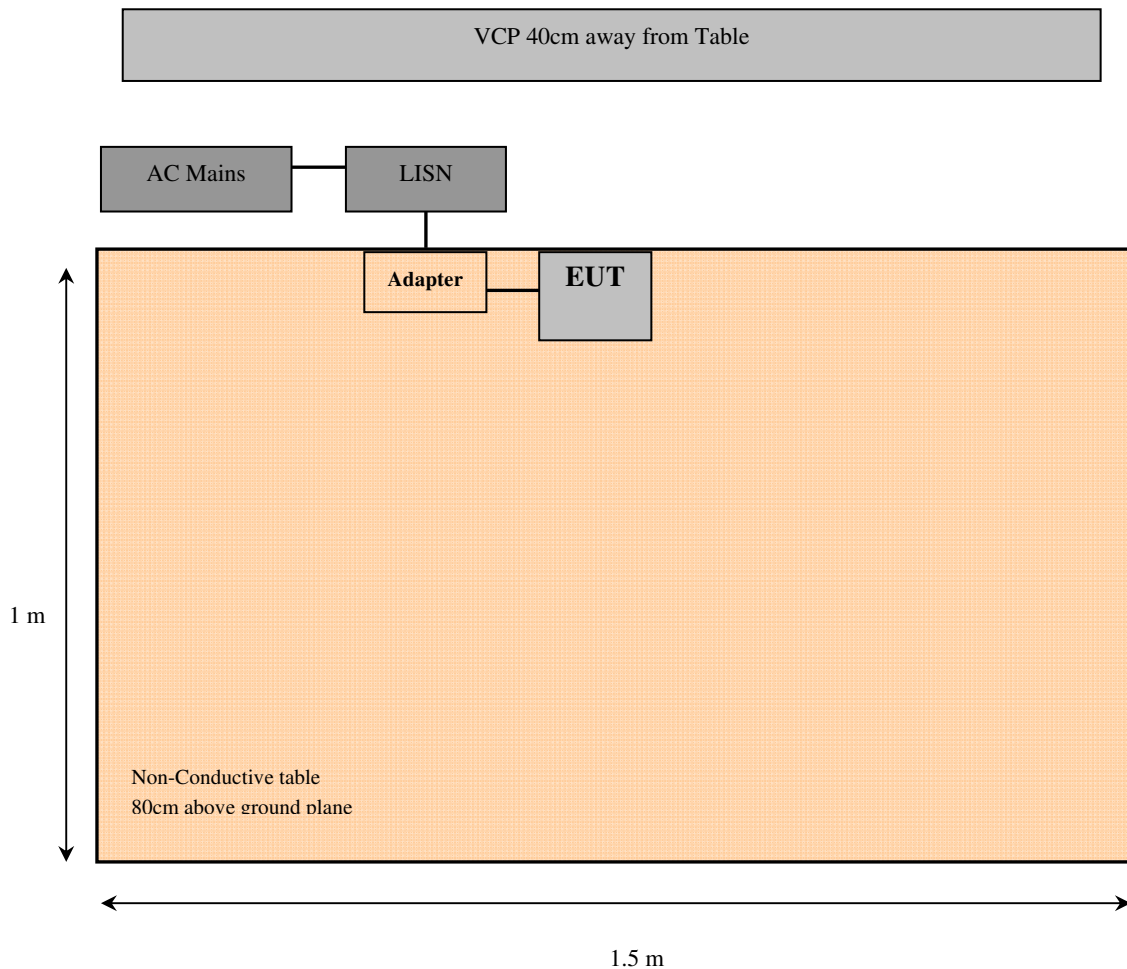 VCP 40cm away from Table
AC Mains
LISN
Adapter
EUT
1 m
Non-Conductive table
80cm above ground plane
1.5 m